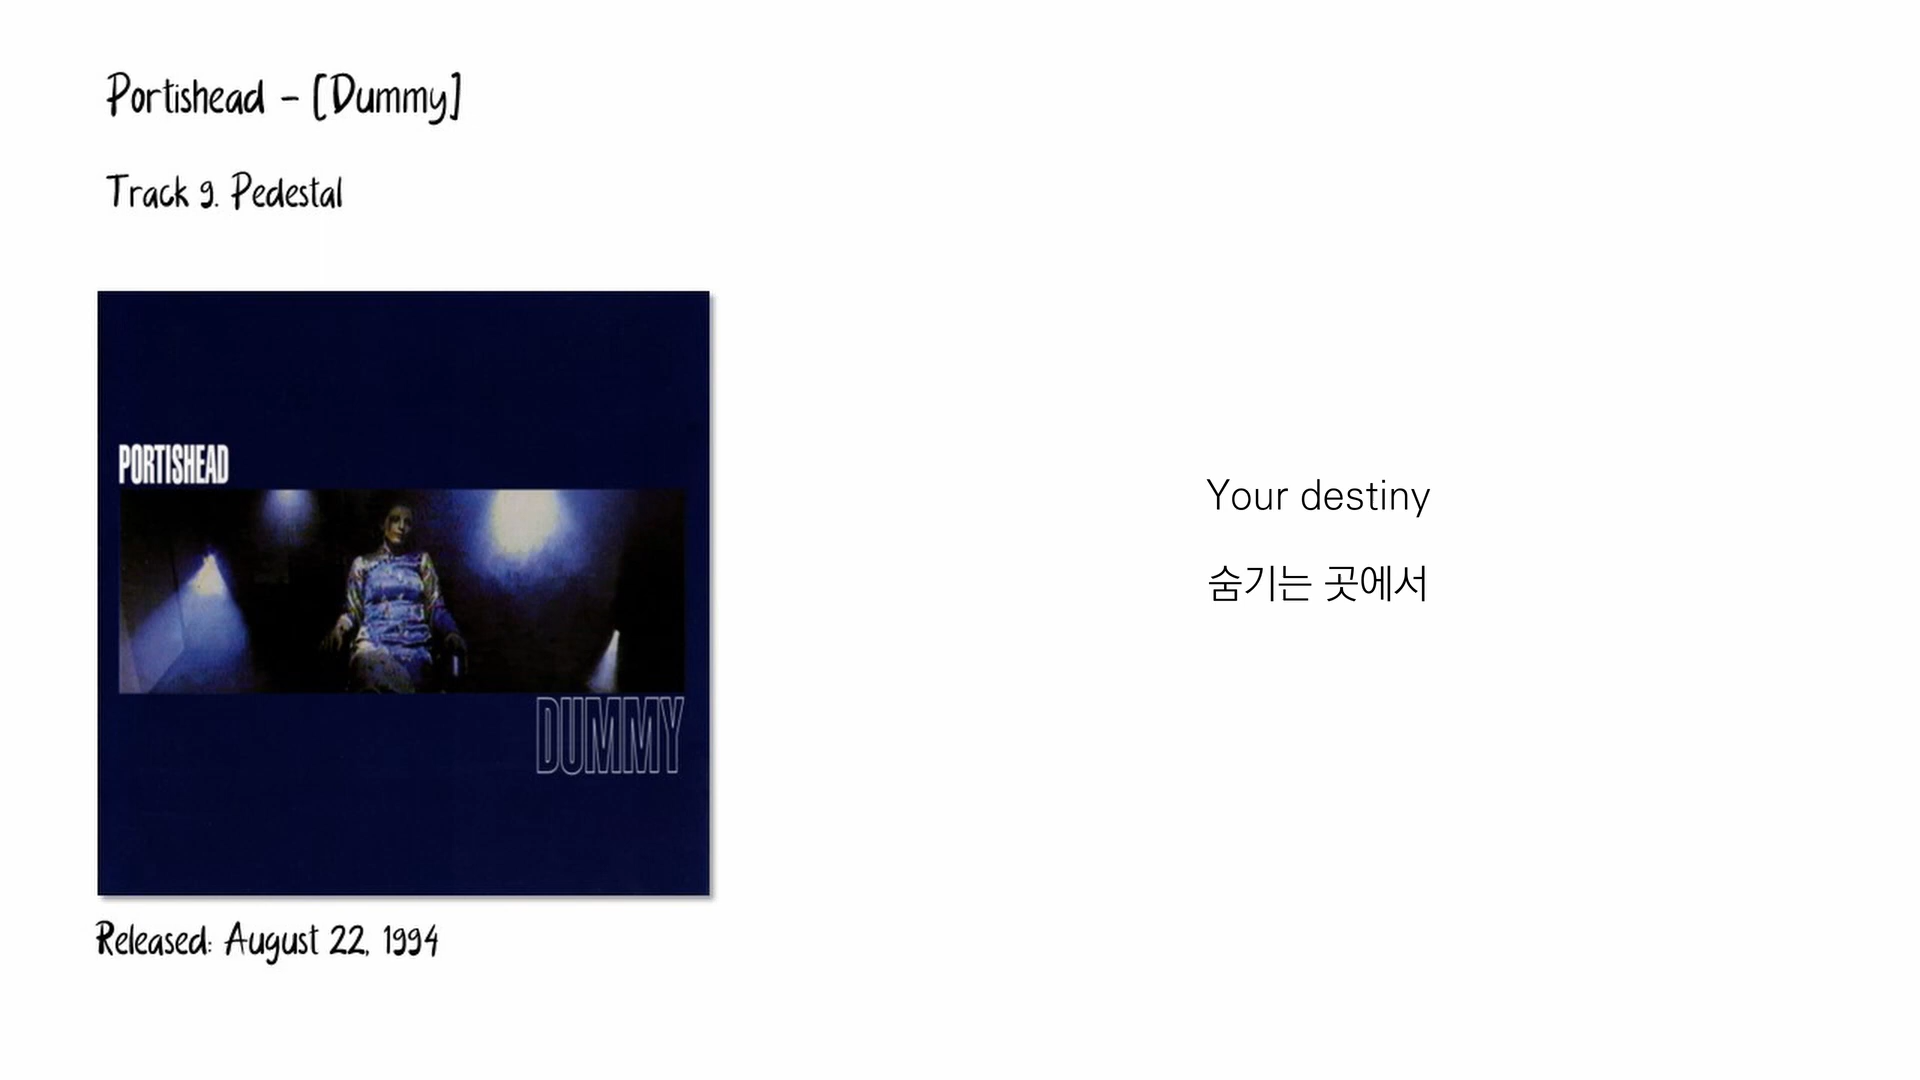 Portishead - [Dummy]
Track 9. Pedestal
PORTISHEAD
DUMMY
Released: August 22, 1994
Your destiny
숨기는 곳에서